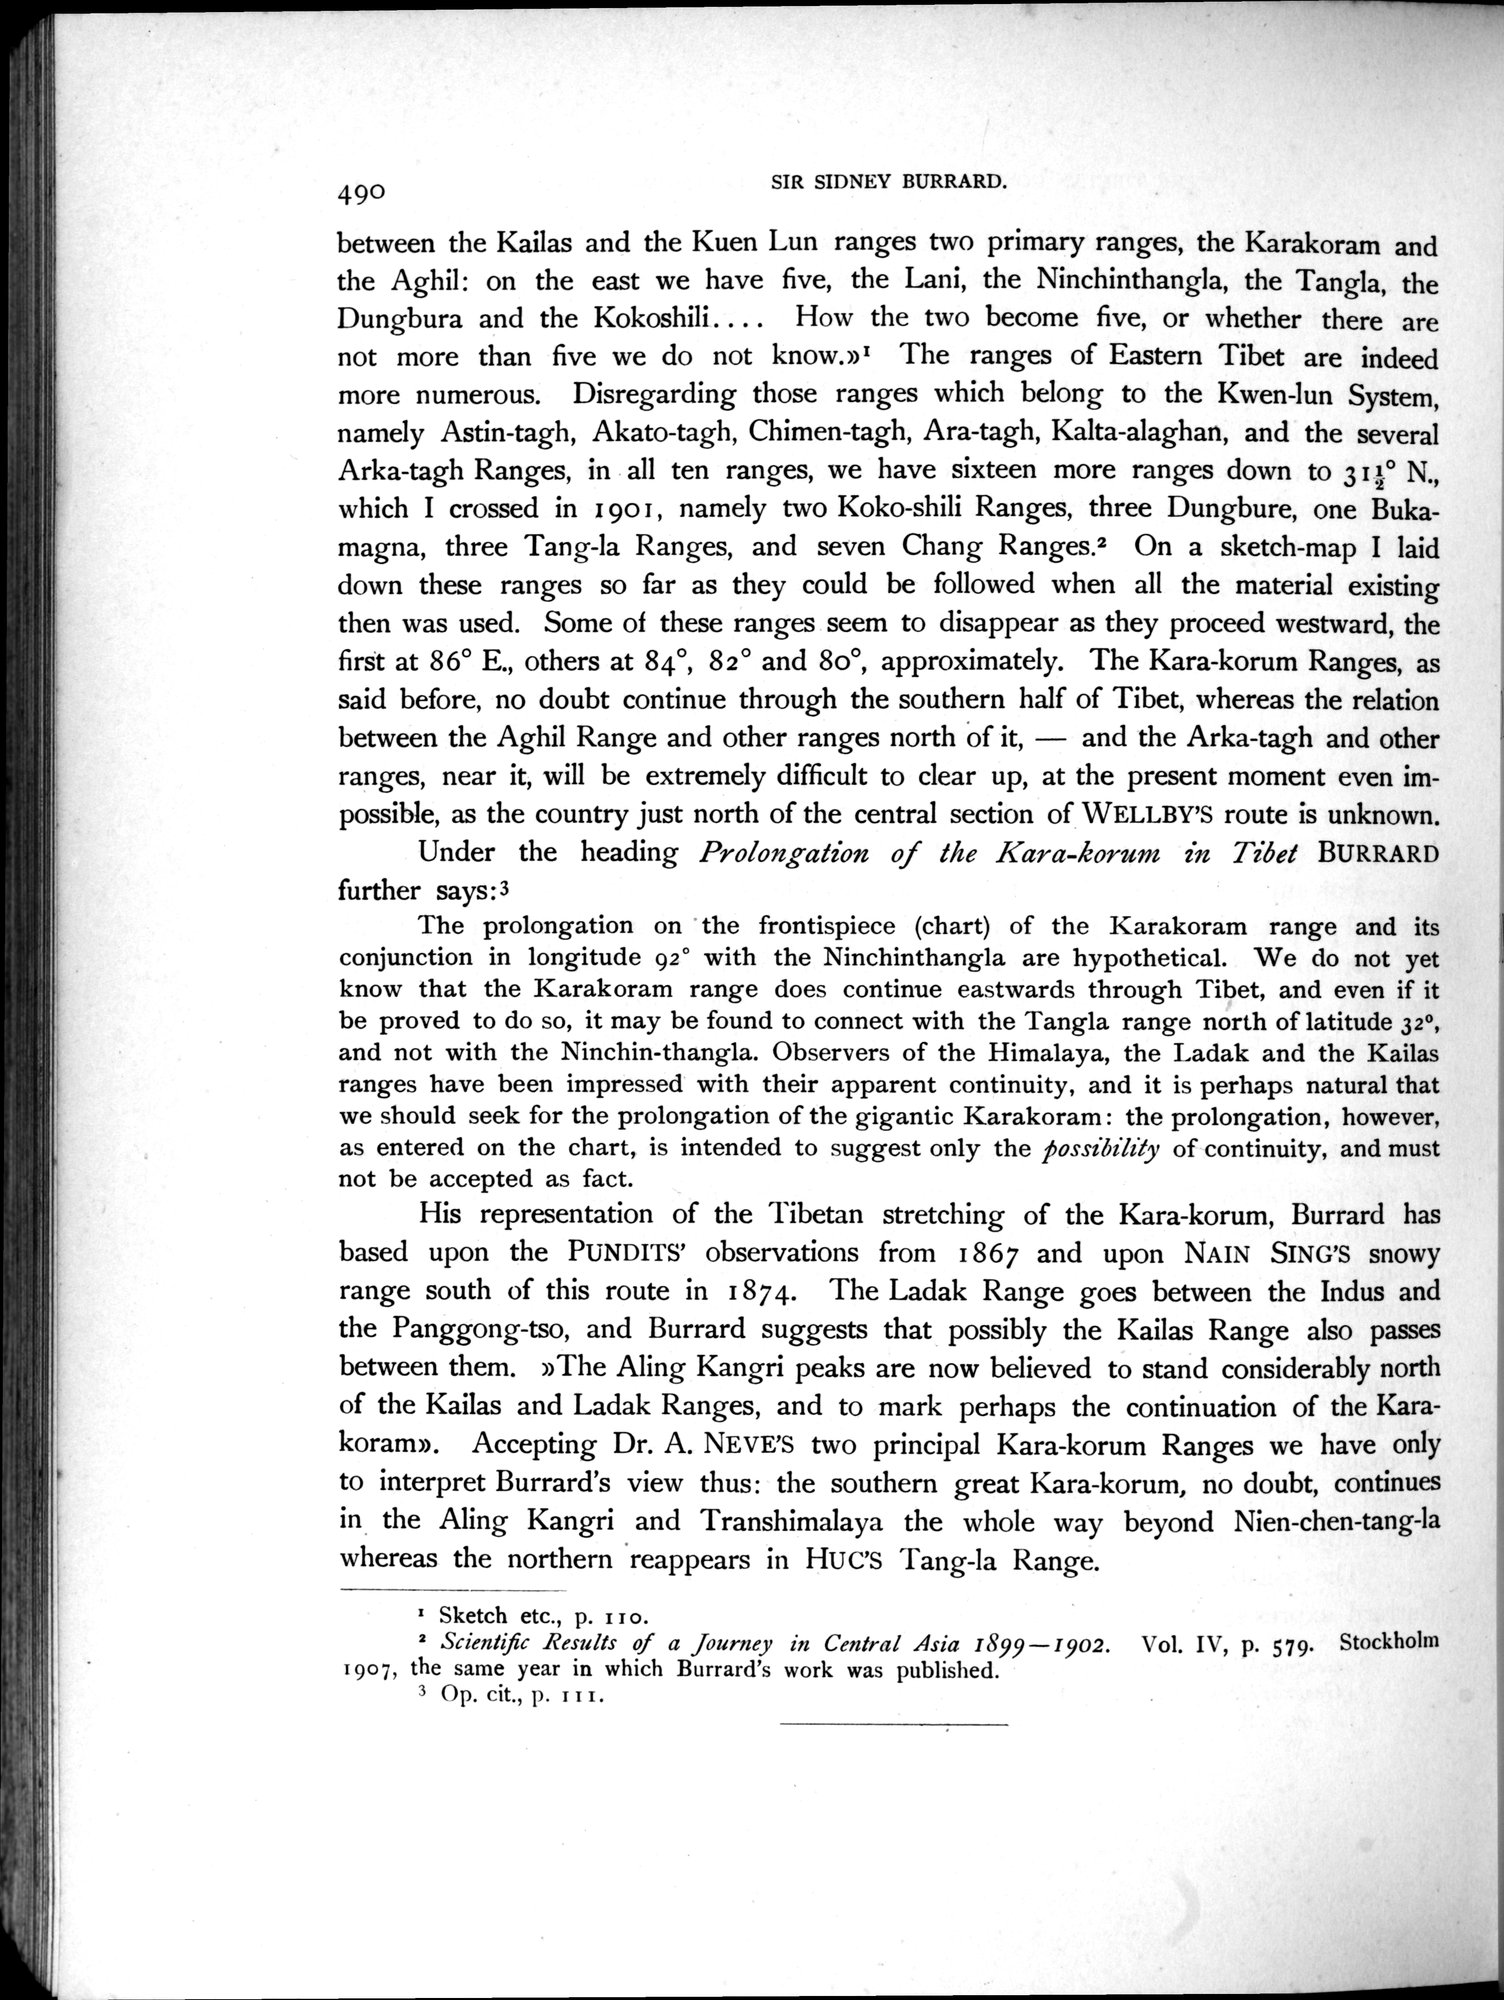 490
SIR SIDNEY BURRARD.
between the Kailas and the Kuen Lun ranges two primary ranges, the Karakoram and
the Aghil: on the east we have five, the Lani, the Ninchinthangla, the Tangla, the
Dungbura and the Kokoshili.... How the two become five, or whether there are
not more than five we do not know.»¹ The ranges of Eastern Tibet are indeed
more numerous. Disregarding those ranges which belong to the Kwen-lun System,
namely Astin-tagh, Akato-tagh, Chimen-tagh, Ara-tagh, Kalta-alaghan, and the several
Arka-tagh Ranges, in all ten ranges, we have sixteen more ranges down to 31½° N.,
which I crossed in 1901, namely two Koko-shili Ranges, three Dungbure, one Buka-
magna, three Tang-la Ranges, and seven Chang Ranges.² On a sketch-map I laid
down these ranges so far as they could be followed when all the material existing
then was used. Some of these ranges seem to disappear as they proceed westward, the
first at 86° E., others at 84°, 82° and 80°, approximately. The Kara-korum Ranges, as
said before, no doubt continue through the southern half of Tibet, whereas the relation
between the Aghil Range and other ranges north of it, — and the Arka-tagh and other
ranges, near it, will be extremely difficult to clear up, at the present moment even im-
possible, as the country just north of the central section of WELLBY'S route is unknown.
Under the heading Prolongation of the Kara-korum in Tibet BURRARD
further says:³
The prolongation on the frontispiece (chart) of the Karakoram range and its
conjunction in longitude 92° with the Ninchinthangla are hypothetical. We do not yet
know that the Karakoram range does continue eastwards through Tibet, and even if it
be proved to do so, it may be found to connect with the Tangla range north of latitude 32°,
and not with the Ninchin-thangla. Observers of the Himalaya, the Ladak and the Kailas
ranges have been impressed with their apparent continuity, and it is perhaps natural that
we should seek for the prolongation of the gigantic Karakoram: the prolongation, however,
as entered on the chart, is intended to suggest only the possibility of continuity, and must
not be accepted as fact.
His representation of the Tibetan stretching of the Kara-korum, Burrard has
based upon the PUNDITS' observations from 1867 and upon NAIN SING'S snowy
range south of this route in 1874. The Ladak Range goes between the Indus and
the Panggong-tso, and Burrard suggests that possibly the Kailas Range also passes
between them. »The Aling Kangri peaks are now believed to stand considerably north
of the Kailas and Ladak Ranges, and to mark perhaps the continuation of the Kara-
koram». Accepting Dr. A. NEVE'S two principal Kara-korum Ranges we have only
to interpret Burrard's view thus: the southern great Kara-korum, no doubt, continues
in the Aling Kangri and Transhimalaya the whole way beyond Nien-chen-tang-la
whereas the northern reappears in HUC'S Tang-la Range.
¹ Sketch etc., p. 110.
² Scientific Results of a Journey in Central Asia 1899—1902. Vol. IV, p. 579. Stockholm
1907, the same year in which Burrard's work was published.
³ Op. cit., p. 111.